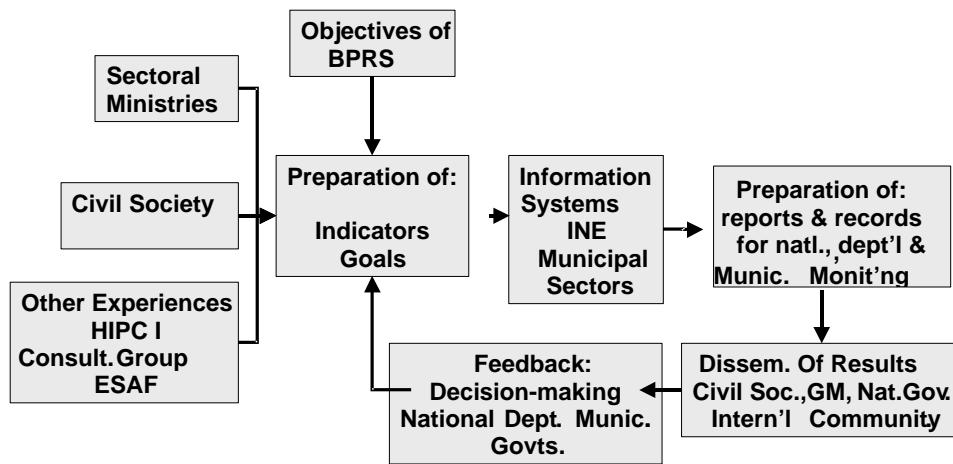 Objectives of
BPRS
Sectoral
Ministries
Civil Society
Other Experiences
HIPC I
Consult.Group
ESAF
Preparation of:
Indicators
Goals
Information
Systems
INE
Municipal
Sectors
Preparation of:
reports & records
for natl., dept'l &
Munic. Monit'ng
Dissem. Of Results
Civil Soc.,GM, Nat.Gov.
Intern'l Community
Feedback:
Decision-making
National Dept. Munic.
Govts.